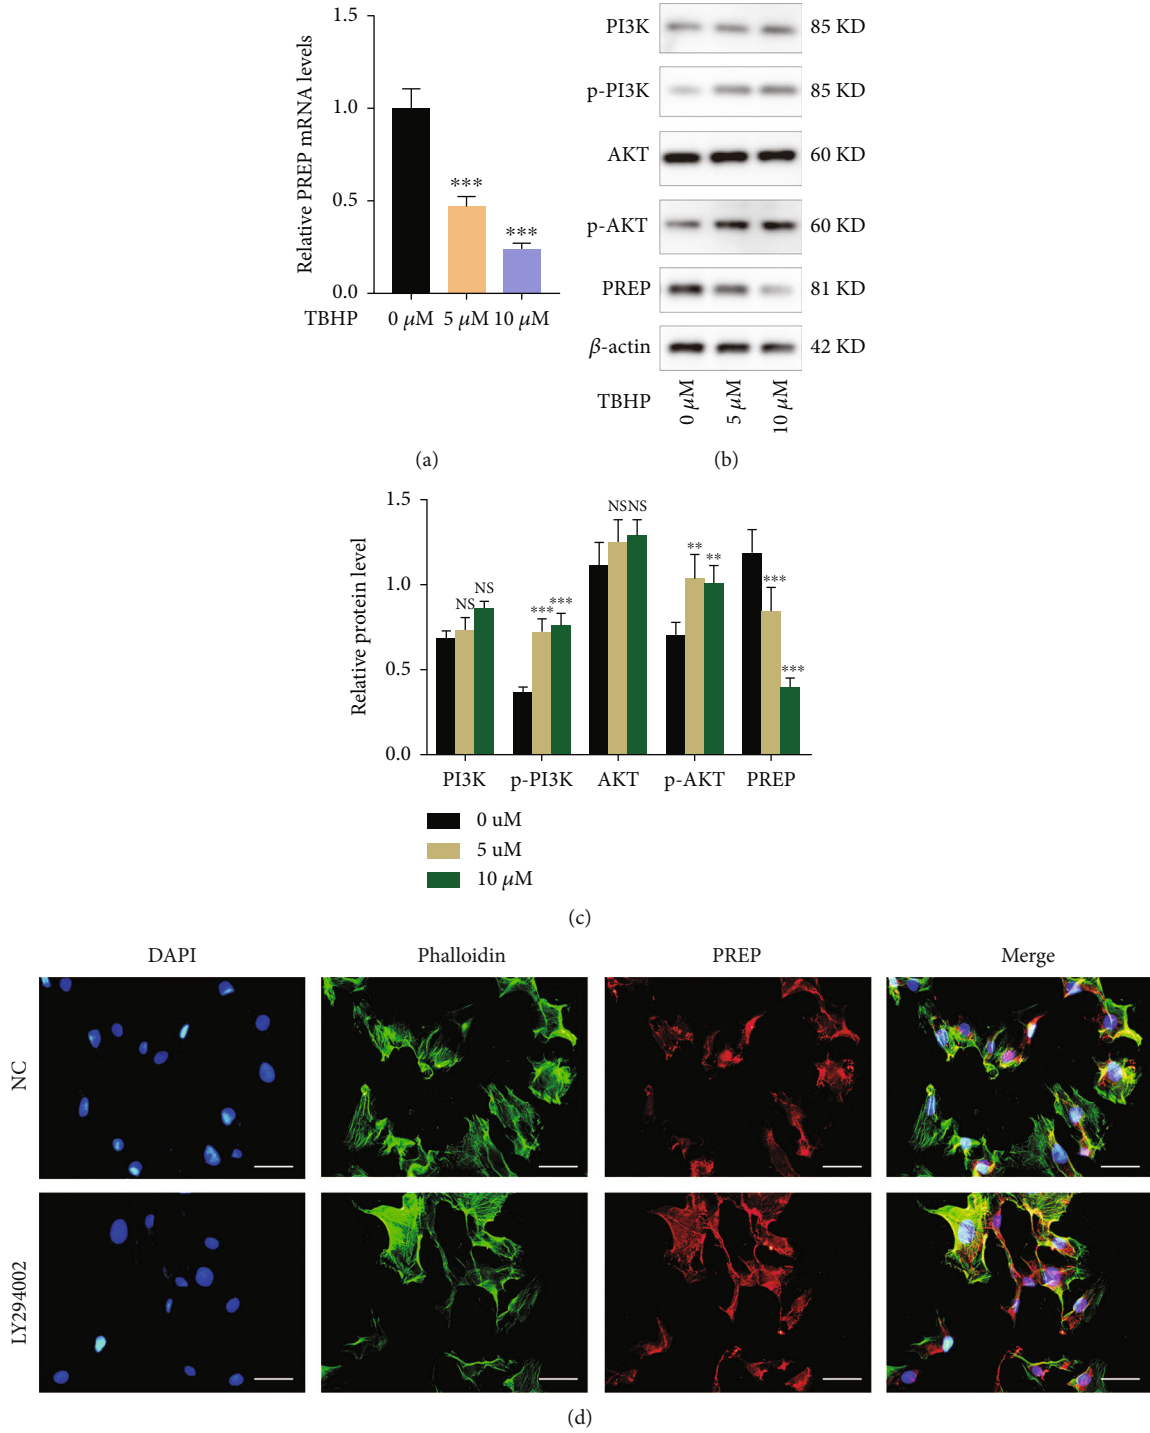 Relative PREP mRNA levels
1.5
1.0
0.5
0.0
***
***
TBHP 0 μM 5 μM 10 μM
(a)
PI3K 85 KD
p-PI3K 85 KD
AKT 60 KD
p-AKT 60 KD
PREP 81 KD
β-actin 42 KD
TBHP 0 μM 5 μM 10 μM
(b)
Relative protein level
1.5
1.0
0.5
0.0
NS NS
*** ***
NS NS
** **
*** ***
PI3K p-PI3K AKT p-AKT PREP
0 uM
5 uM
10 μM
(c)
DAPI Phalloidin PREP Merge
NC
LY294002
(d)